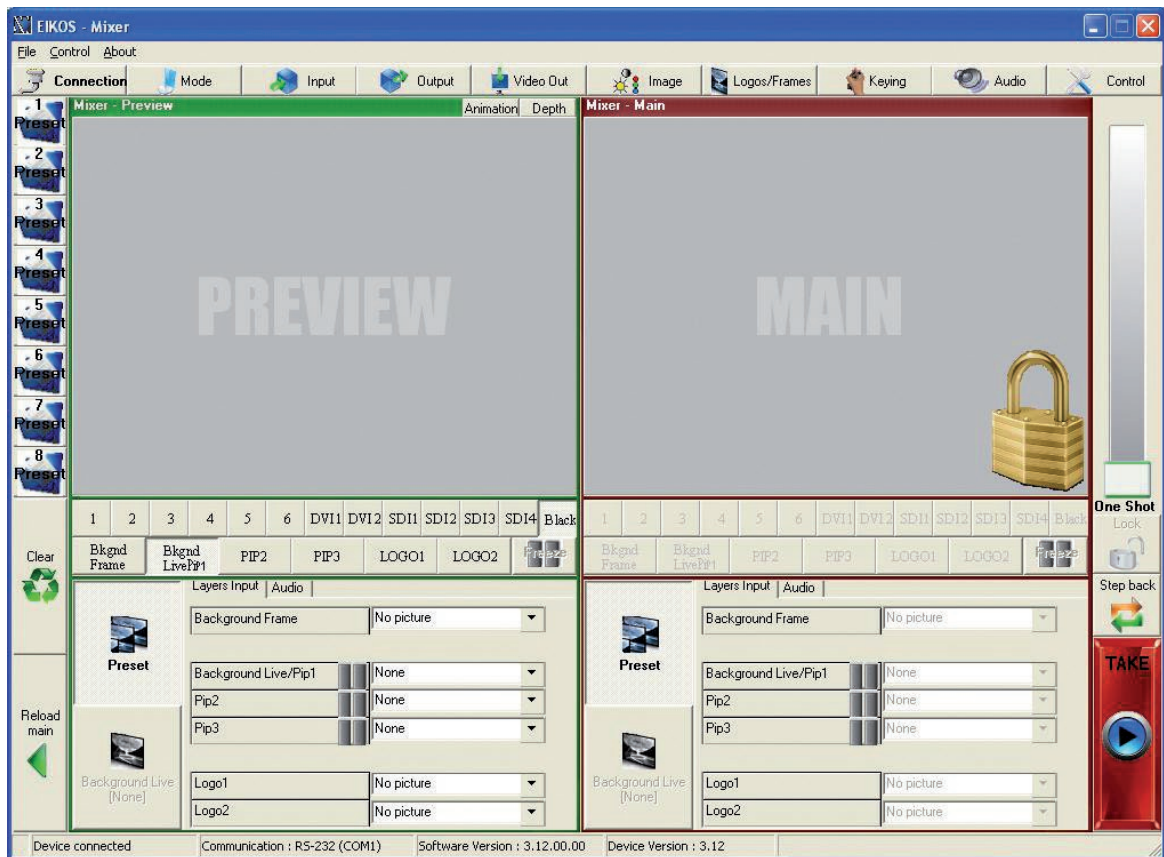 EIKOS - Mixer
File Control About
Connection Mode Input Output Video Out Image Logos/Frames Keying Audio Control
1 Preset
2 Preset
3 Preset
4 Preset
5 Preset
6 Preset
7 Preset
8 Preset
Clear
Reload main
Mixer - Preview Animation Depth
PREVIEW
1 2 3 4 5 6 DVI1 DVI2 SDI1 SDI2 SDI3 SDI4 Black
Bkgnd Frame Bkgnd LivePiP1 PIP2 PIP3 LOGO1 LOGO2 Freeze
Layers Input Audio
Preset
Background Live [None]
Background Frame No picture
Background Live/Pip1 None
Pip2 None
Pip3 None
Logo1 No picture
Logo2 No picture
Mixer - Main
MAIN
1 2 3 4 5 6 DVI1 DVI2 SDI1 SDI2 SDI3 SDI4 Black
Bkgnd Frame Bkgnd LivePiP1 PIP2 PIP3 LOGO1 LOGO2 Freeze
Layers Input Audio
Preset
Background Live [None]
Background Frame No picture
Background Live/Pip1 None
Pip2 None
Pip3 None
Logo1 No picture
Logo2 No picture
One Shot
Lock
Step back
TAKE
Device connected Communication : RS-232 (COM1) Software Version : 3.12.00.00 Device Version : 3.12